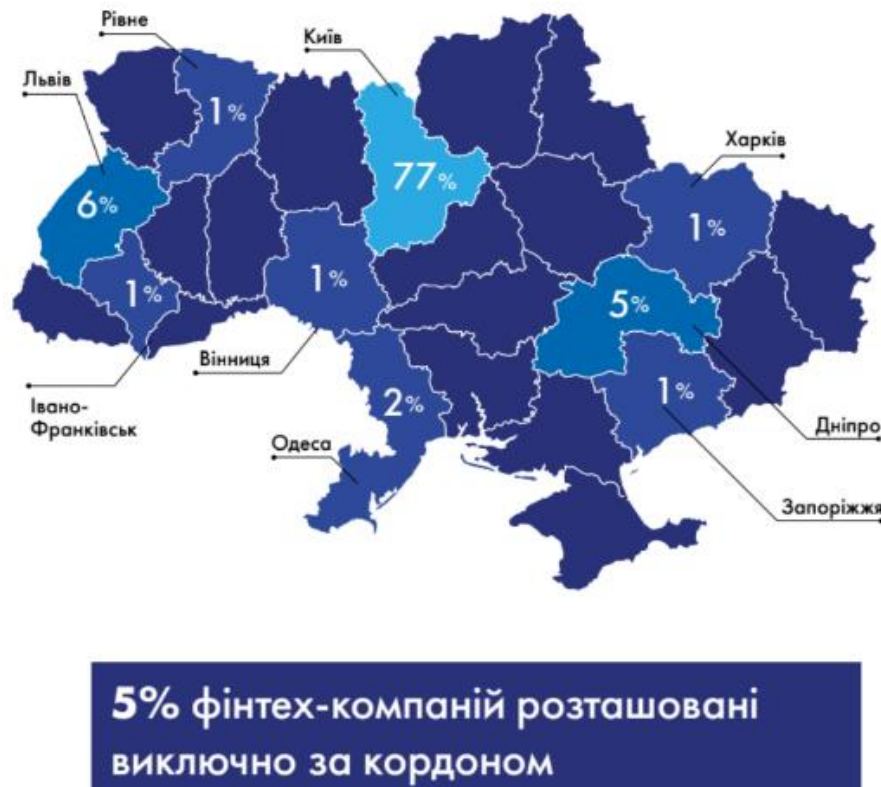 Рівне
Київ
Львів
1%
Харків
77%
6%
1%
1%
1%
5%
Вінниця
1%
Івано-
Франківськ
2%
Дніпро
Одеса
Запоріжжя
5% фінтех-компаній розташовані
виключно за кордоном